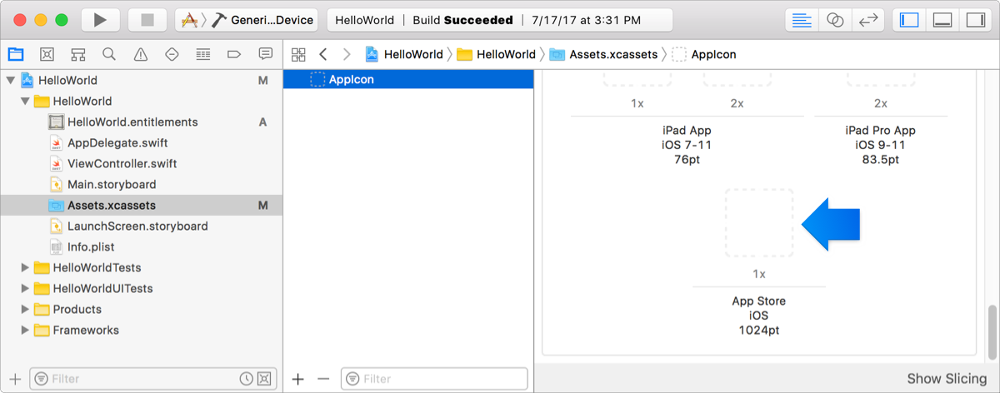 Generi...Device
HelloWorld | Build Succeeded | 7/17/17 at 3:31 PM
HelloWorld
HelloWorld
Assets.xcassets
AppIcon
HelloWorld M
HelloWorld
HelloWorld.entitlements A
AppDelegate.swift
ViewController.swift
Main.storyboard
Assets.xcassets M
LaunchScreen.storyboard
Info.plist
HelloWorldTests
HelloWorldUITests
Products
Frameworks
Filter
AppIcon
Filter
1x
2x
iPad App
iOS 7-11
76pt
2x
iPad Pro App
iOS 9-11
83.5pt
1x
App Store
iOS
1024pt
Show Slicing